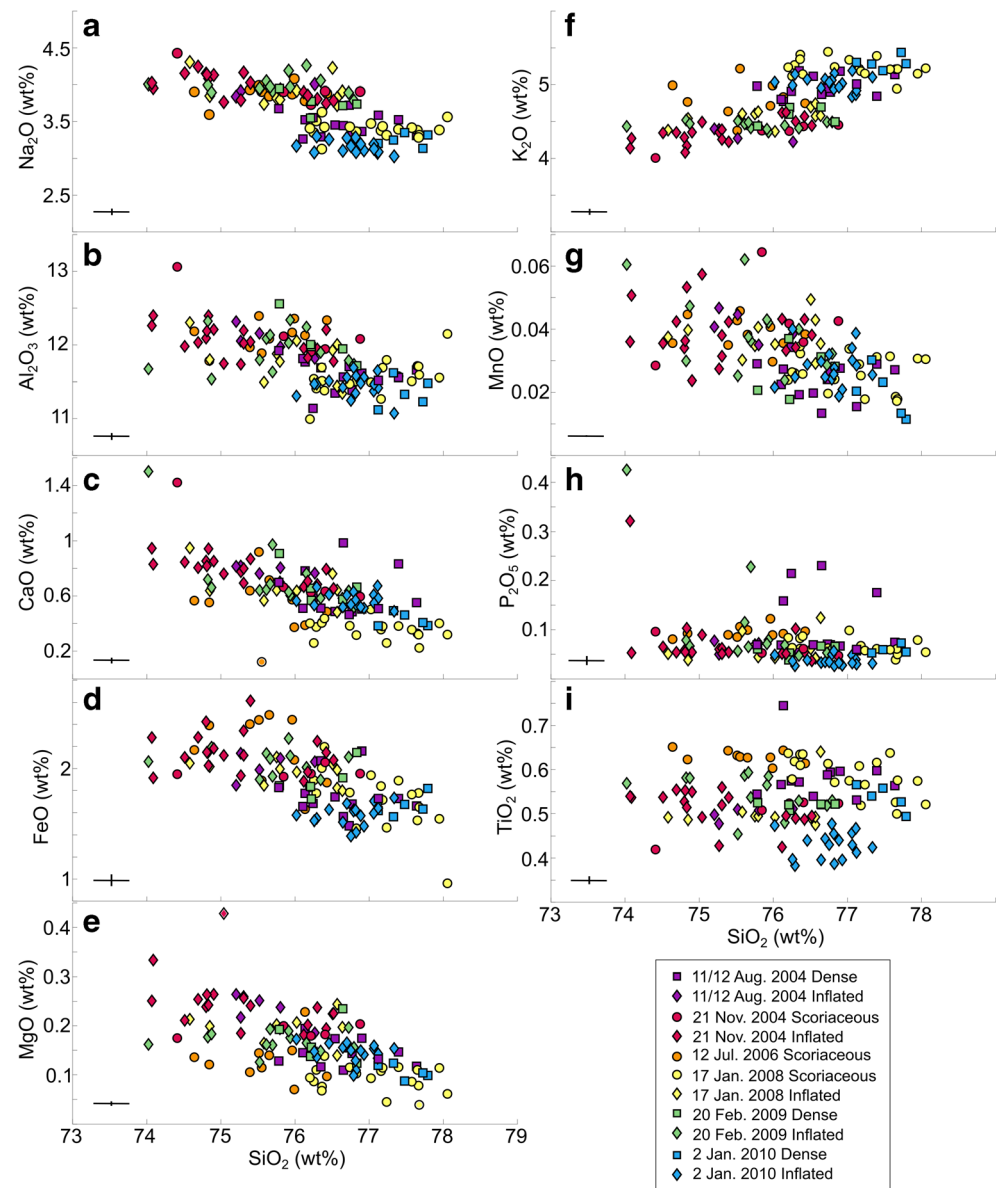 a
4.5
3.5
2.5
Na₂O (wt%)
b
13
12
11
Al₂O₃ (wt%)
c
1.4
1
0.6
0.2
CaO (wt%)
d
2
1
FeO (wt%)
e
0.4
0.3
0.2
0.1
MgO (wt%)
73 74 75 76 77 78 79
SiO₂ (wt%)
f
5
4
K₂O (wt%)
g
0.06
0.04
0.02
MnO (wt%)
h
0.4
0.3
0.2
0.1
P₂O₅ (wt%)
i
0.7
0.6
0.5
0.4
TiO₂ (wt%)
73 74 75 76 77 78
SiO₂ (wt%)
11/12 Aug. 2004 Dense
11/12 Aug. 2004 Inflated
21 Nov. 2004 Scoriaceous
21 Nov. 2004 Inflated
12 Jul. 2006 Scoriaceous
17 Jan. 2008 Scoriaceous
17 Jan. 2008 Inflated
20 Feb. 2009 Dense
20 Feb. 2009 Inflated
2 Jan. 2010 Dense
2 Jan. 2010 Inflated